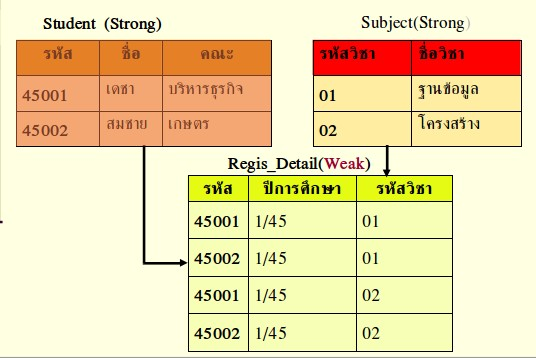 Student (Strong)
รหัส ชื่อ คณะ
45001 เดชา บริหารธุรกิจ
45002 สมชาย เกษตร
Subject(Strong)
รหัสวิชา ชื่อวิชา
01 ฐานข้อมูล
02 โครงสร้าง
Regis_Detail(Weak)
รหัส ปีการศึกษา รหัสวิชา
45001 1/45 01
45002 1/45 01
45001 1/45 02
45002 1/45 02